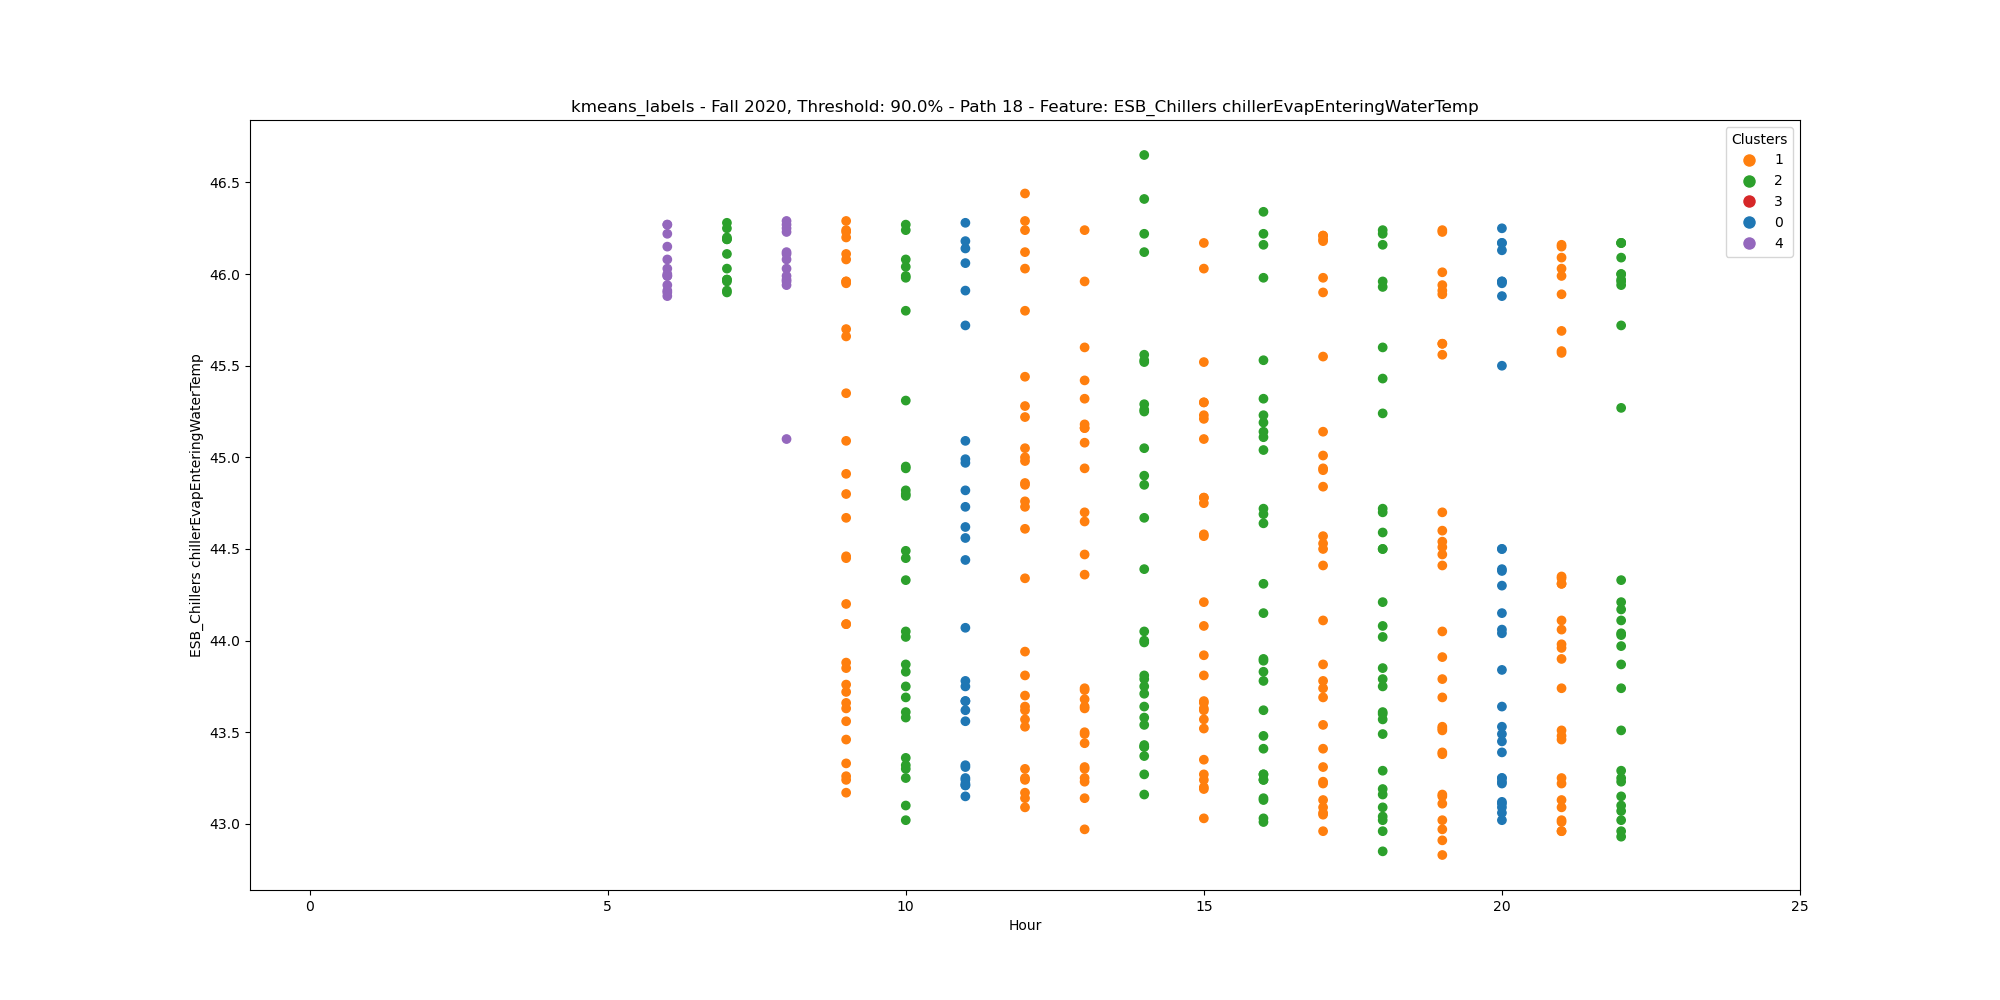 kmeans_labels - Fall 2020, Threshold: 90.0% - Path 18 - Feature: ESB_Chillers chillerEvapEnteringWaterTemp
Clusters
1
2
3
0
4
46.5
46.0
45.5
45.0
44.5
44.0
43.5
43.0
ESB_Chillers chillerEvapEnteringWaterTemp
0 5 10 15 20 25
Hour